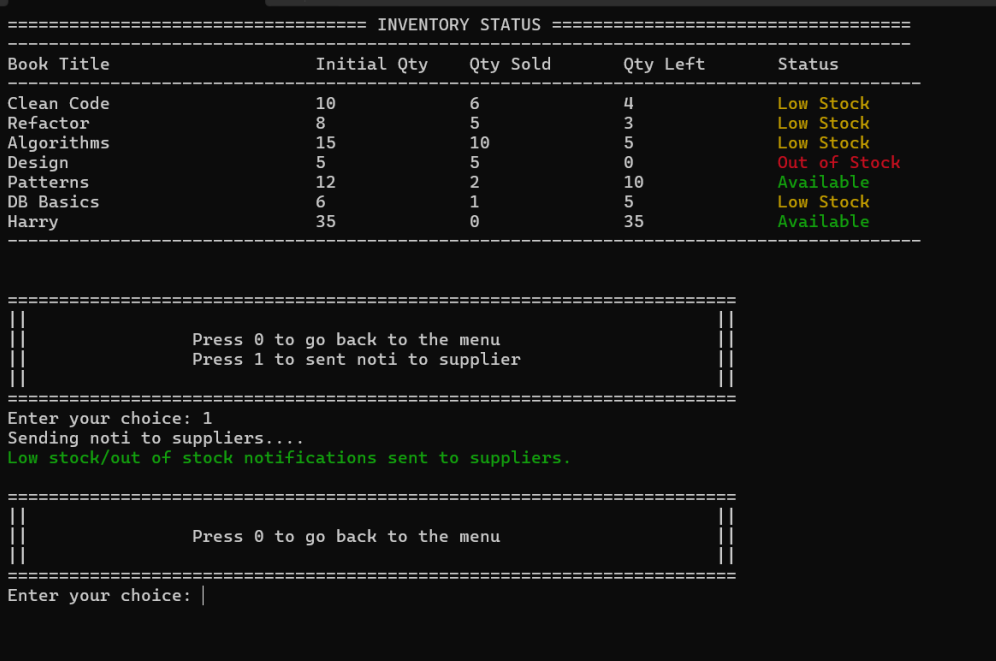 =================================== INVENTORY STATUS ===================================
----------------------------------------------------------------------------------------
Book Title                    Initial Qty    Qty Sold       Qty Left       Status
-----------------------------------------------------------------------------------------
Clean Code                    10             6              4              Low Stock
Refactor                      8              5              3              Low Stock
Algorithms                    15             10             5              Low Stock
Design                        5              5              0              Out of Stock
Patterns                      12             2              10             Available
DB Basics                     6              1              5              Low Stock
Harry                         35             0              35             Available
-----------------------------------------------------------------------------------------
=======================================================================
||                                                                   ||
||                Press 0 to go back to the menu                     ||
||                Press 1 to sent noti to supplier                   ||
||                                                                   ||
=======================================================================
Enter your choice: 1
Sending noti to suppliers....
Low stock/out of stock notifications sent to suppliers.
=======================================================================
||                                                                   ||
||                Press 0 to go back to the menu                     ||
||                                                                   ||
=======================================================================
Enter your choice: